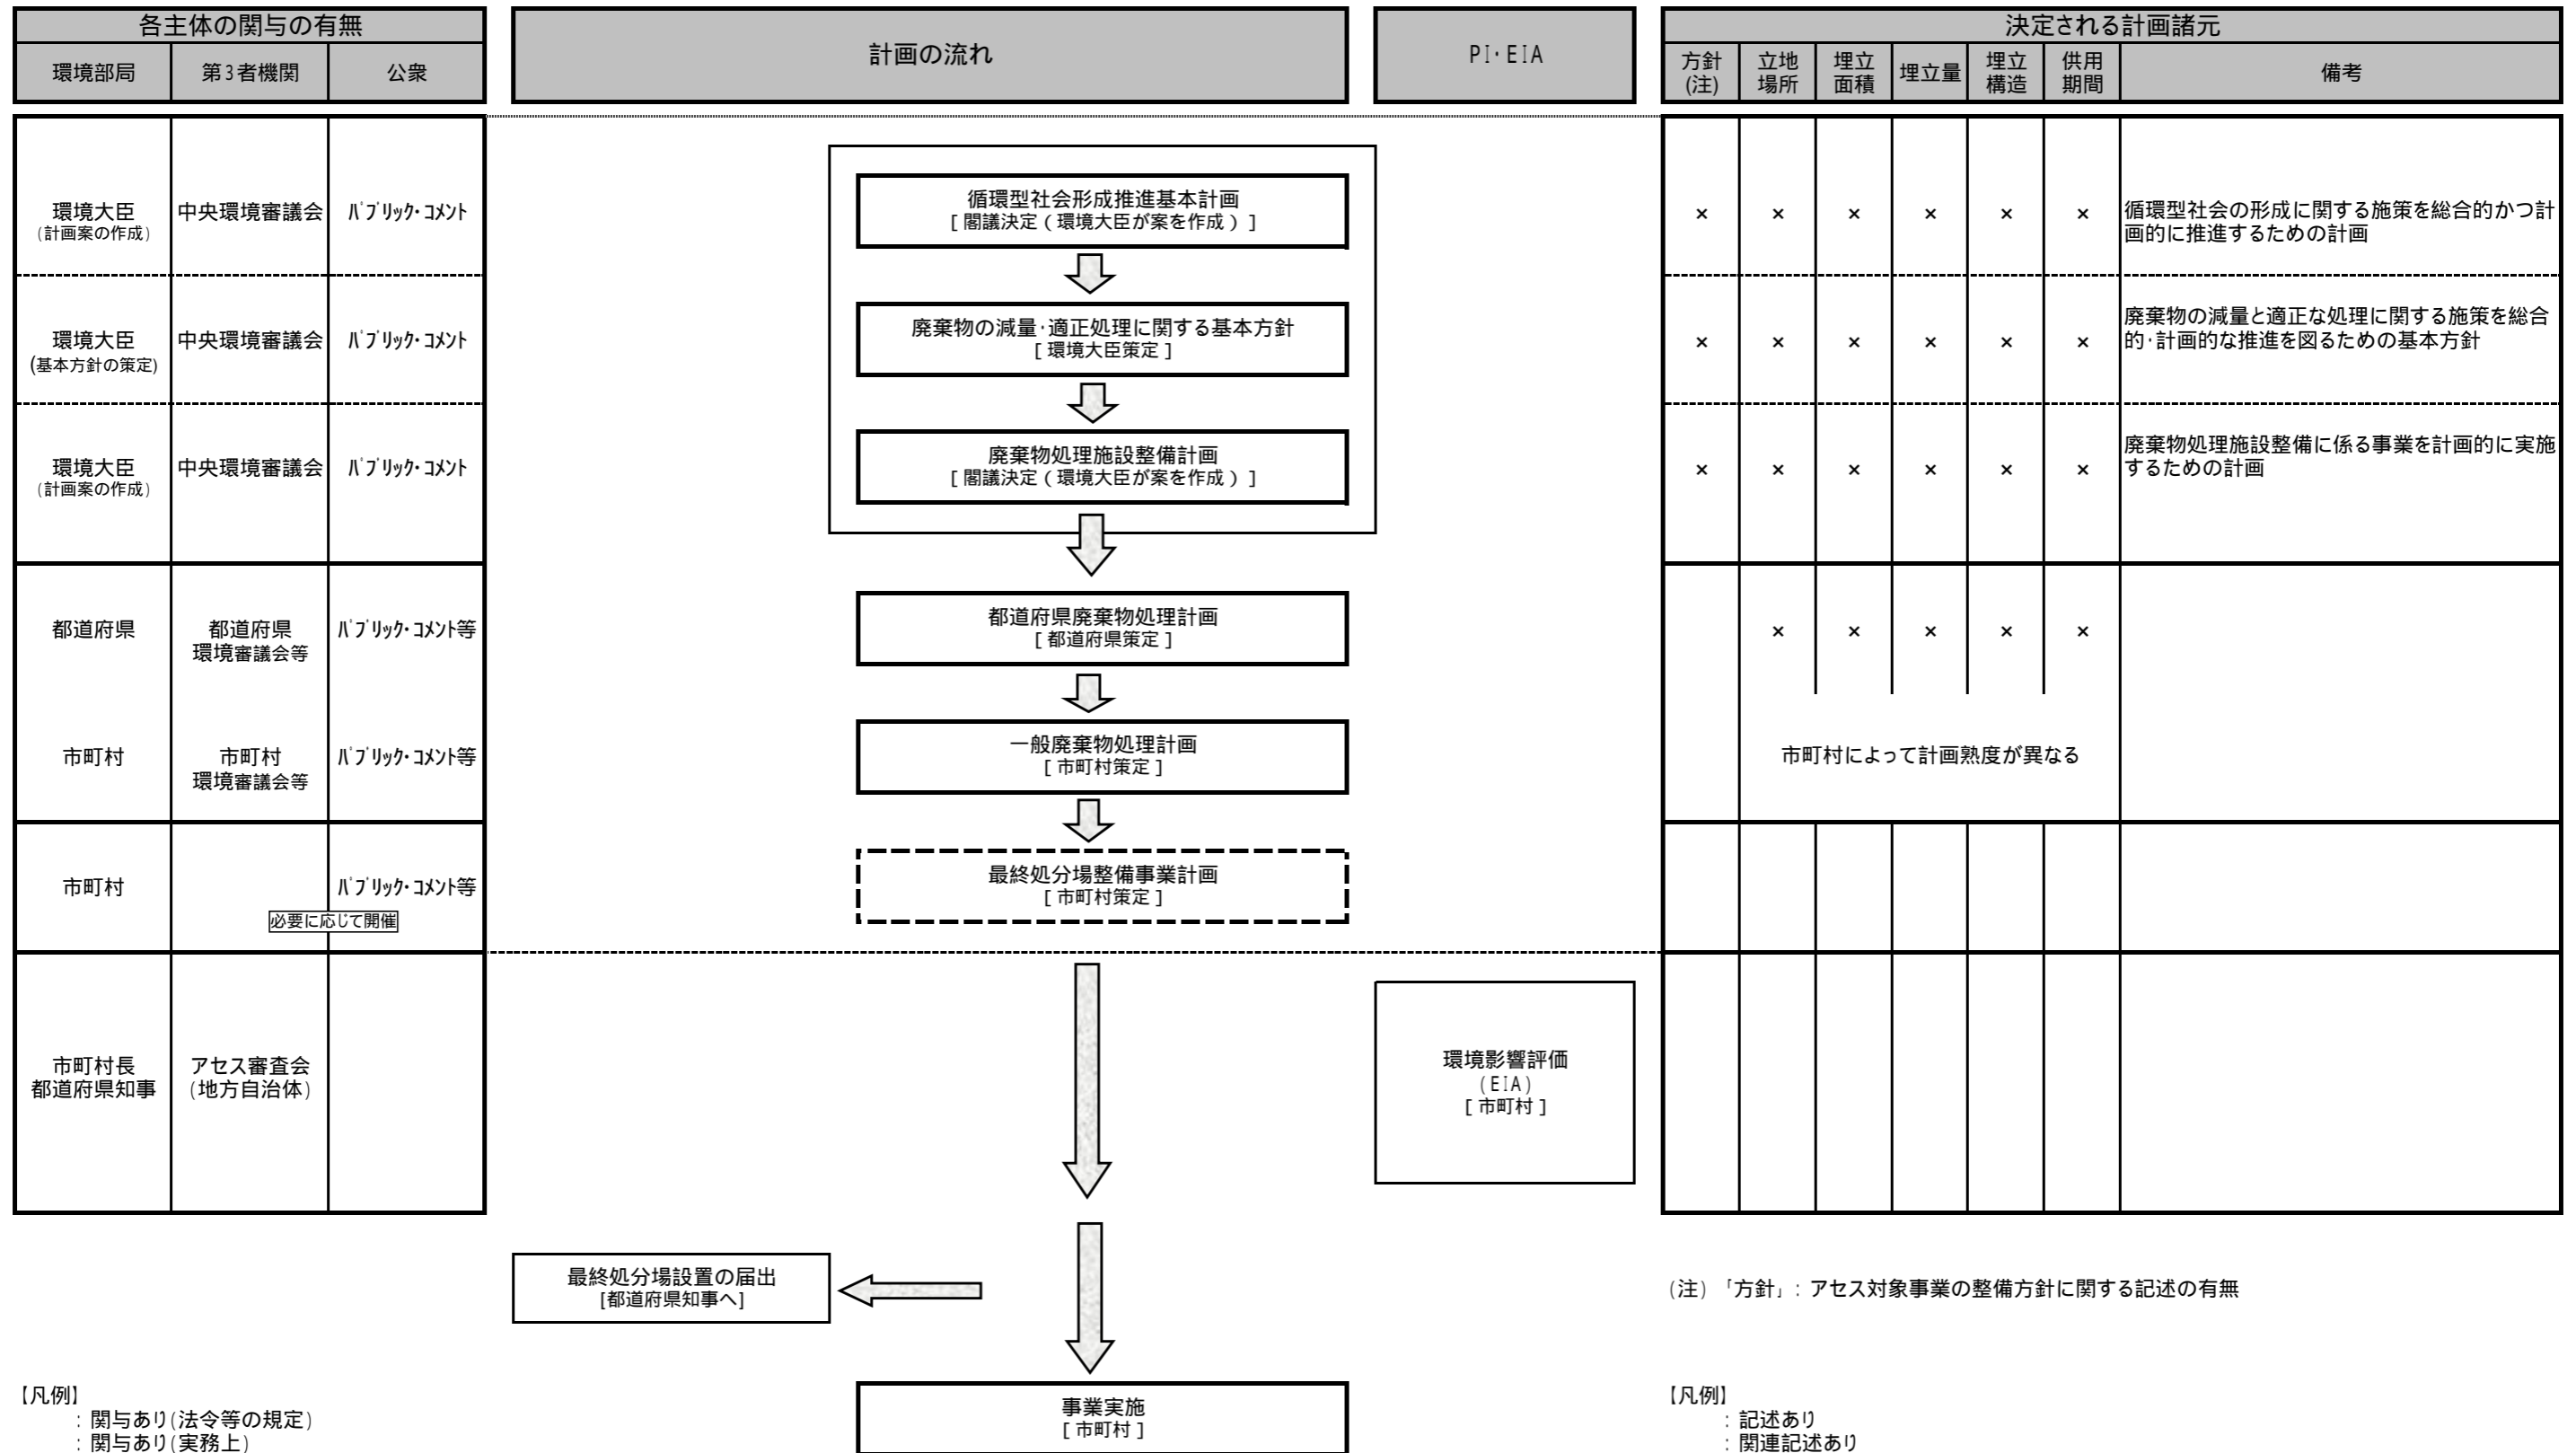 各主体の関与の有無
環境部局
第3者機関
公衆
計画の流れ
PI・EIA
決定される計画諸元
方針
(注)
立地
場所
埋立
面積
埋立量
埋立
構造
供用
期間
備考
環境大臣
(計画案の作成)
中央環境審議会
パブリック・コメント
循環型社会形成推進基本計画
[ 閣議決定 ( 環境大臣が案を作成 ) ]
× × × × × ×
循環型社会の形成に関する施策を総合的かつ計
画的に推進するための計画
環境大臣
(基本方針の策定)
中央環境審議会
パブリック・コメント
廃棄物の減量・適正処理に関する基本方針
[ 環境大臣策定 ]
× × × × × ×
廃棄物の減量と適正な処理に関する施策を総合
的・計画的な推進を図るための基本方針
環境大臣
(計画案の作成)
中央環境審議会
パブリック・コメント
廃棄物処理施設整備計画
[ 閣議決定 ( 環境大臣が案を作成 ) ]
× × × × × ×
廃棄物処理施設整備に係る事業を計画的に実施
するための計画
都道府県
都道府県
環境審議会等
パブリック・コメント等
都道府県廃棄物処理計画
[ 都道府県策定 ]
× × × × ×
市町村
市町村
環境審議会等
パブリック・コメント等
一般廃棄物処理計画
[ 市町村策定 ]
市町村によって計画熟度が異なる
市町村
パブリック・コメント等
必要に応じて開催
最終処分場整備事業計画
[ 市町村策定 ]
市町村長
都道府県知事
アセス審査会
(地方自治体)
環境影響評価
(EIA)
[ 市町村 ]
最終処分場設置の届出
[都道府県知事へ]
(注) 「方針」: アセス対象事業の整備方針に関する記述の有無
事業実施
[ 市町村 ]
【凡例】
: 関与あり(法令等の規定)
: 関与あり(実務上)
【凡例】
: 記述あり
: 関連記述あり